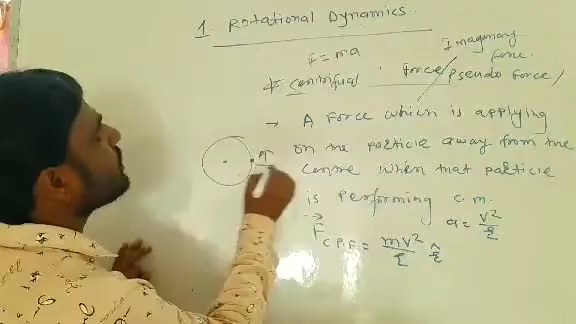 1 Rotational Dynamics.
F=ma
Imaginary Force.
* Centrifugal Force/Pseudo Force/
→ A Force which is applying
on the particle away from the
centre when that particle
is performing C.M.
a = v²/r
F⃗ C.P.F = mv²/r r̂